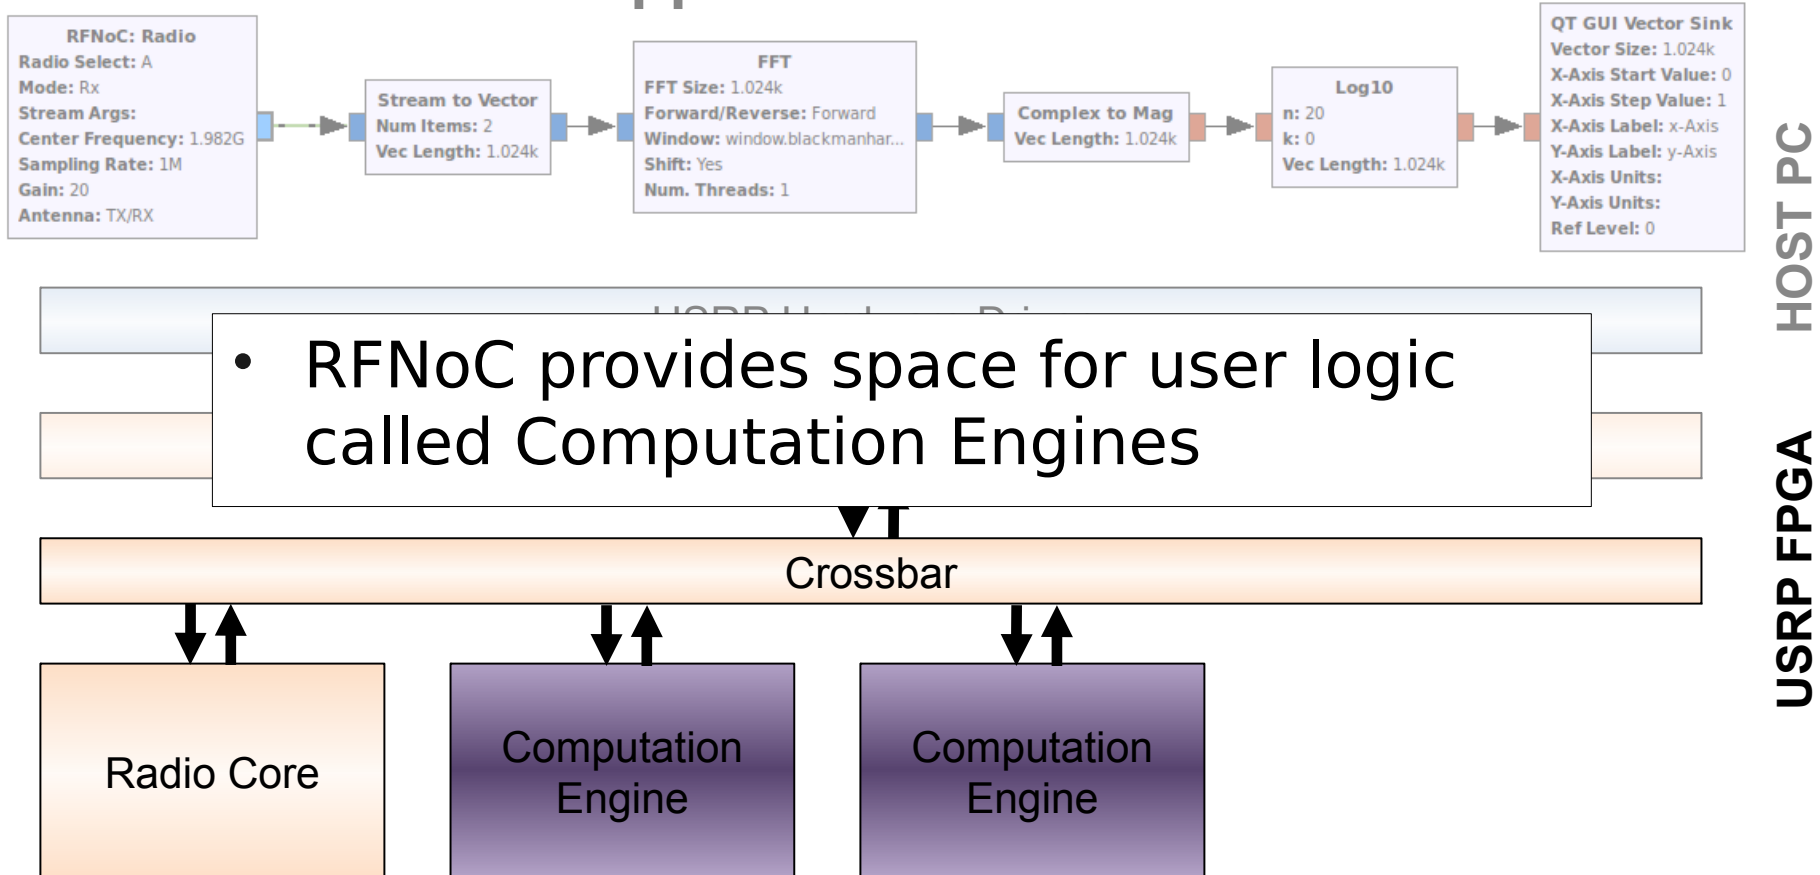 RFNoC: Radio
Radio Select: A
Mode: Rx
Stream Args:
Center Frequency: 1.982G
Sampling Rate: 1M
Gain: 20
Antenna: TX/RX
Stream to Vector
Num Items: 2
Vec Length: 1.024k
FFT
FFT Size: 1.024k
Forward/Reverse: Forward
Window: window.blackmanhar...
Shift: Yes
Num. Threads: 1
Complex to Mag
Vec Length: 1.024k
Log10
n: 20
k: 0
Vec Length: 1.024k
QT GUI Vector Sink
Vector Size: 1.024k
X-Axis Start Value: 0
X-Axis Step Value: 1
X-Axis Label: x-Axis
Y-Axis Label: y-Axis
X-Axis Units:
Y-Axis Units:
Ref Level: 0
HOST PC
• RFNoC provides space for user logic
called Computation Engines
USRP FPGA
Crossbar
Radio Core
Computation
Engine
Computation
Engine